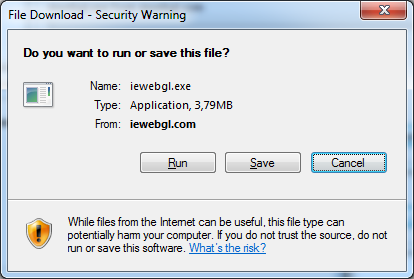 File Download - Security Warning
Do you want to run or save this file?
Name: iewebgl.exe
Type: Application, 3,79MB
From: iewebgl.com
Run Save Cancel
While files from the Internet can be useful, this file type can
potentially harm your computer. If you do not trust the source, do not
run or save this software. What's the risk?